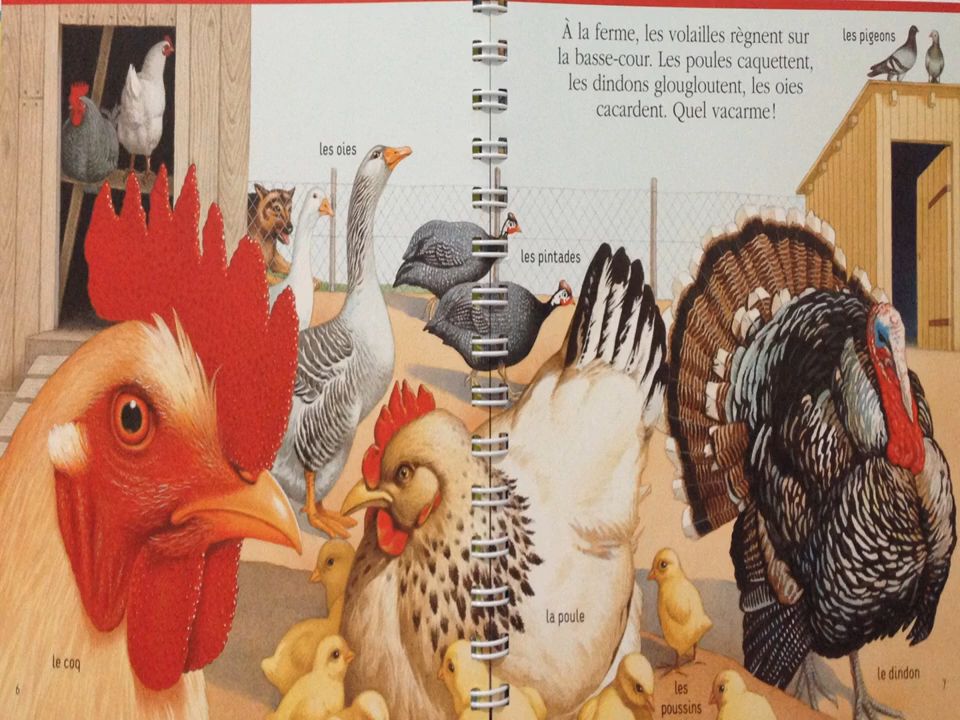 À la ferme, les volailles règnent sur
la basse-cour. Les poules caquettent,
les dindons glougloutent, les oies
cacardent. Quel vacarme !
les pigeons
les oies
les pintades
la poule
le coq
les
poussins
le dindon
6
7